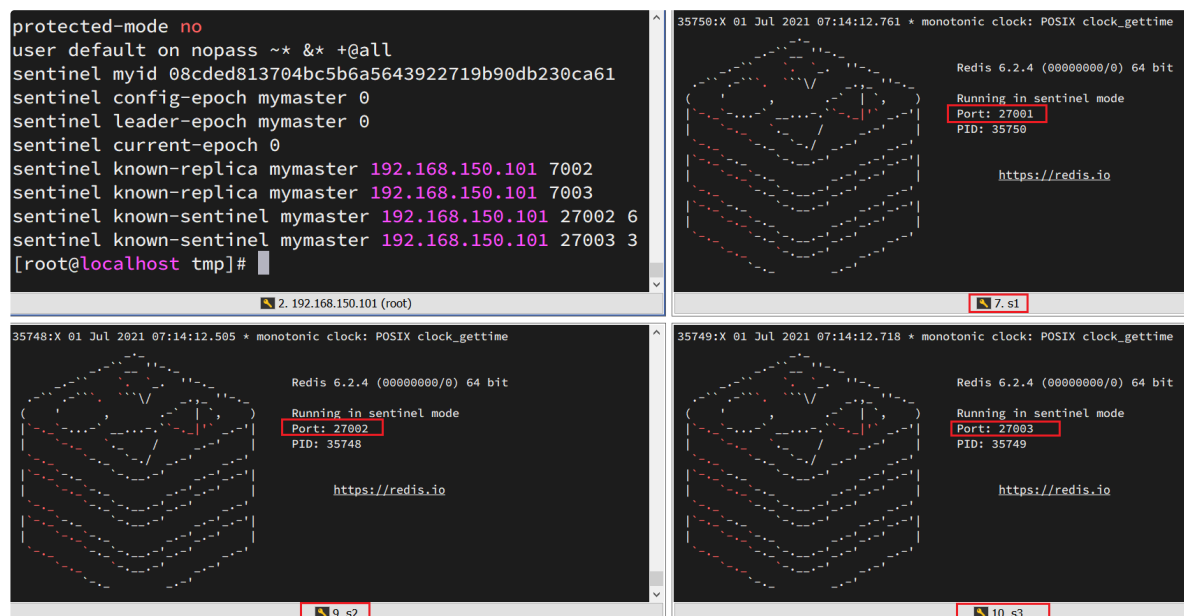 protected-mode no
user default on nopass ~* &* +@all
sentinel myid 08cded813704bc5b6a5643922719b90db230ca61
sentinel config-epoch mymaster 0
sentinel leader-epoch mymaster 0
sentinel current-epoch 0
sentinel known-replica mymaster 192.168.150.101 7002
sentinel known-replica mymaster 192.168.150.101 7003
sentinel known-sentinel mymaster 192.168.150.101 27002 6
sentinel known-sentinel mymaster 192.168.150.101 27003 3
[root@localhost tmp]#
2. 192.168.150.101 (root)
35750:X 01 Jul 2021 07:14:12.761 * monotonic clock: POSIX clock_gettime
Redis 6.2.4 (00000000/0) 64 bit
Running in sentinel mode
Port: 27001
PID: 35750
https://redis.io
7. s1
35748:X 01 Jul 2021 07:14:12.505 * monotonic clock: POSIX clock_gettime
Redis 6.2.4 (00000000/0) 64 bit
Running in sentinel mode
Port: 27002
PID: 35748
https://redis.io
9. s2
35749:X 01 Jul 2021 07:14:12.718 * monotonic clock: POSIX clock_gettime
Redis 6.2.4 (00000000/0) 64 bit
Running in sentinel mode
Port: 27003
PID: 35749
https://redis.io
10. s3